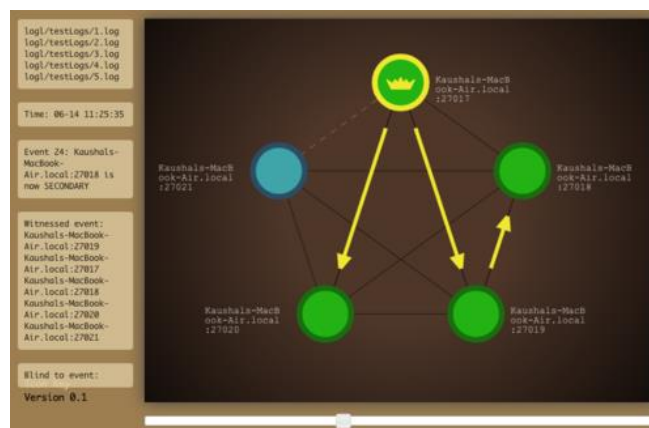 logl/testLogs/1.log
logl/testLogs/2.log
logl/testLogs/3.log
logl/testLogs/4.log
logl/testLogs/5.log
Time: 06-14 11:25:35
Event 24: Kaushals-
MacBook-
Air.local:27018 is
now SECONDARY
Witnessed event:
Kaushals-MacBook-
Air.local:27019
Kaushals-MacBook-
Air.local:27017
Kaushals-MacBook-
Air.local:27018
Kaushals-MacBook-
Air.local:27020
Kaushals-MacBook-
Air.local:27021
Blind to event:
Version 0.1
Kaushals-MacB
ook-Air.local
:27017
Kaushals-MacB
ook-Air.local
:27021
Kaushals-MacB
ook-Air.local
:27018
Kaushals-MacB
ook-Air.local
:27020
Kaushals-MacB
ook-Air.local
:27019